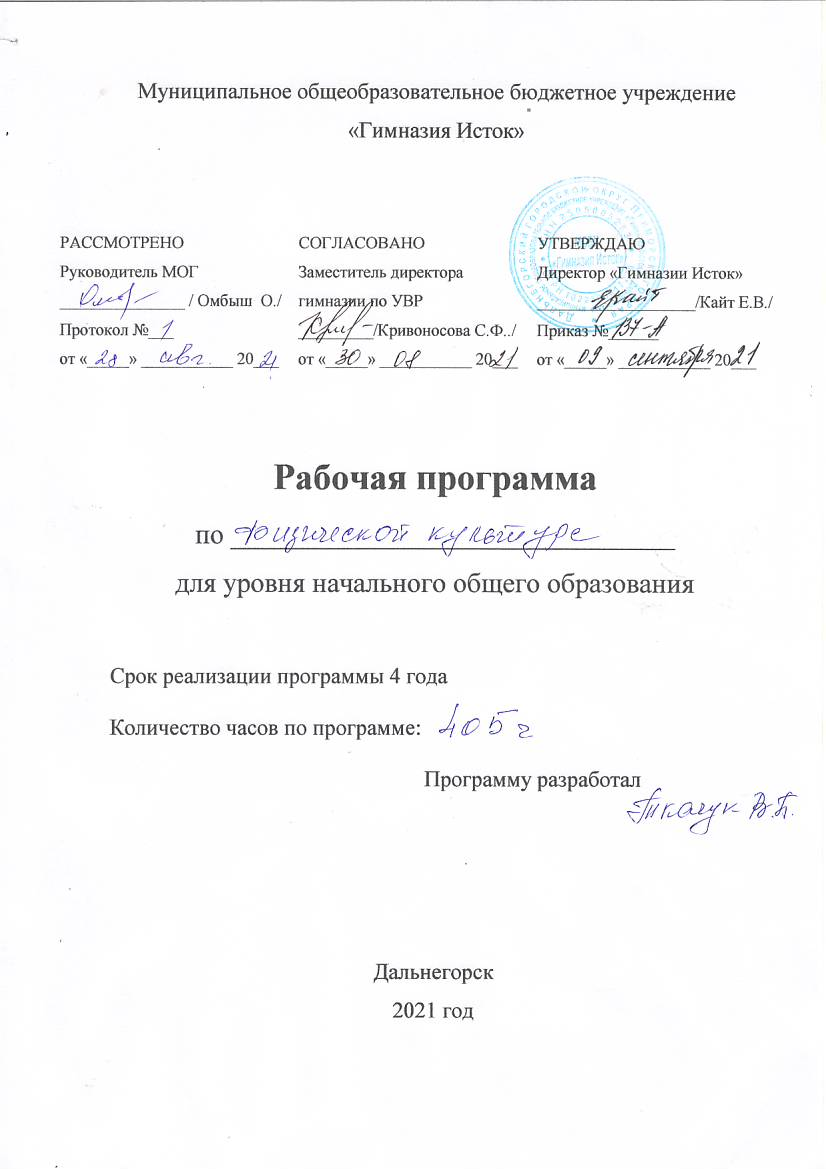 Муниципальное общеобразовательное бюджетное учреждение
«Гимназия Исток»
РАССМОТРЕНО
Руководитель МОГ
/ Омбыш О./
Протокол № 1
от « 28 » авг. 20 21
СОГЛАСОВАНО
Заместитель директора
гимназии по УВР
/Кривоносова С.Ф../
от « 30 » 08 2021
УТВЕРЖДАЮ
Директор «Гимназии Исток»
/Кайт Е.В./
Приказ № 137-А
от « 09 » сентября 2021
Рабочая программа
по физической культуре
для уровня начального общего образования
Срок реализации программы 4 года
Количество часов по программе: 405 ч
Программу разработал
Ткачук В.П.
Дальнегорск
2021 год